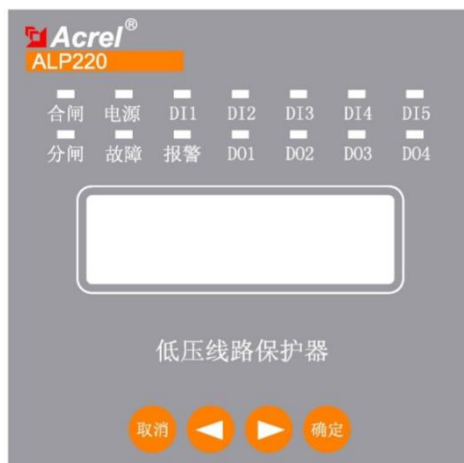 Acrel®
ALP220
合闸 电源 DI1 DI2 DI3 DI4 DI5
分闸 故障 报警 DO1 DO2 DO3 DO4
低压线路保护器
取消 确定